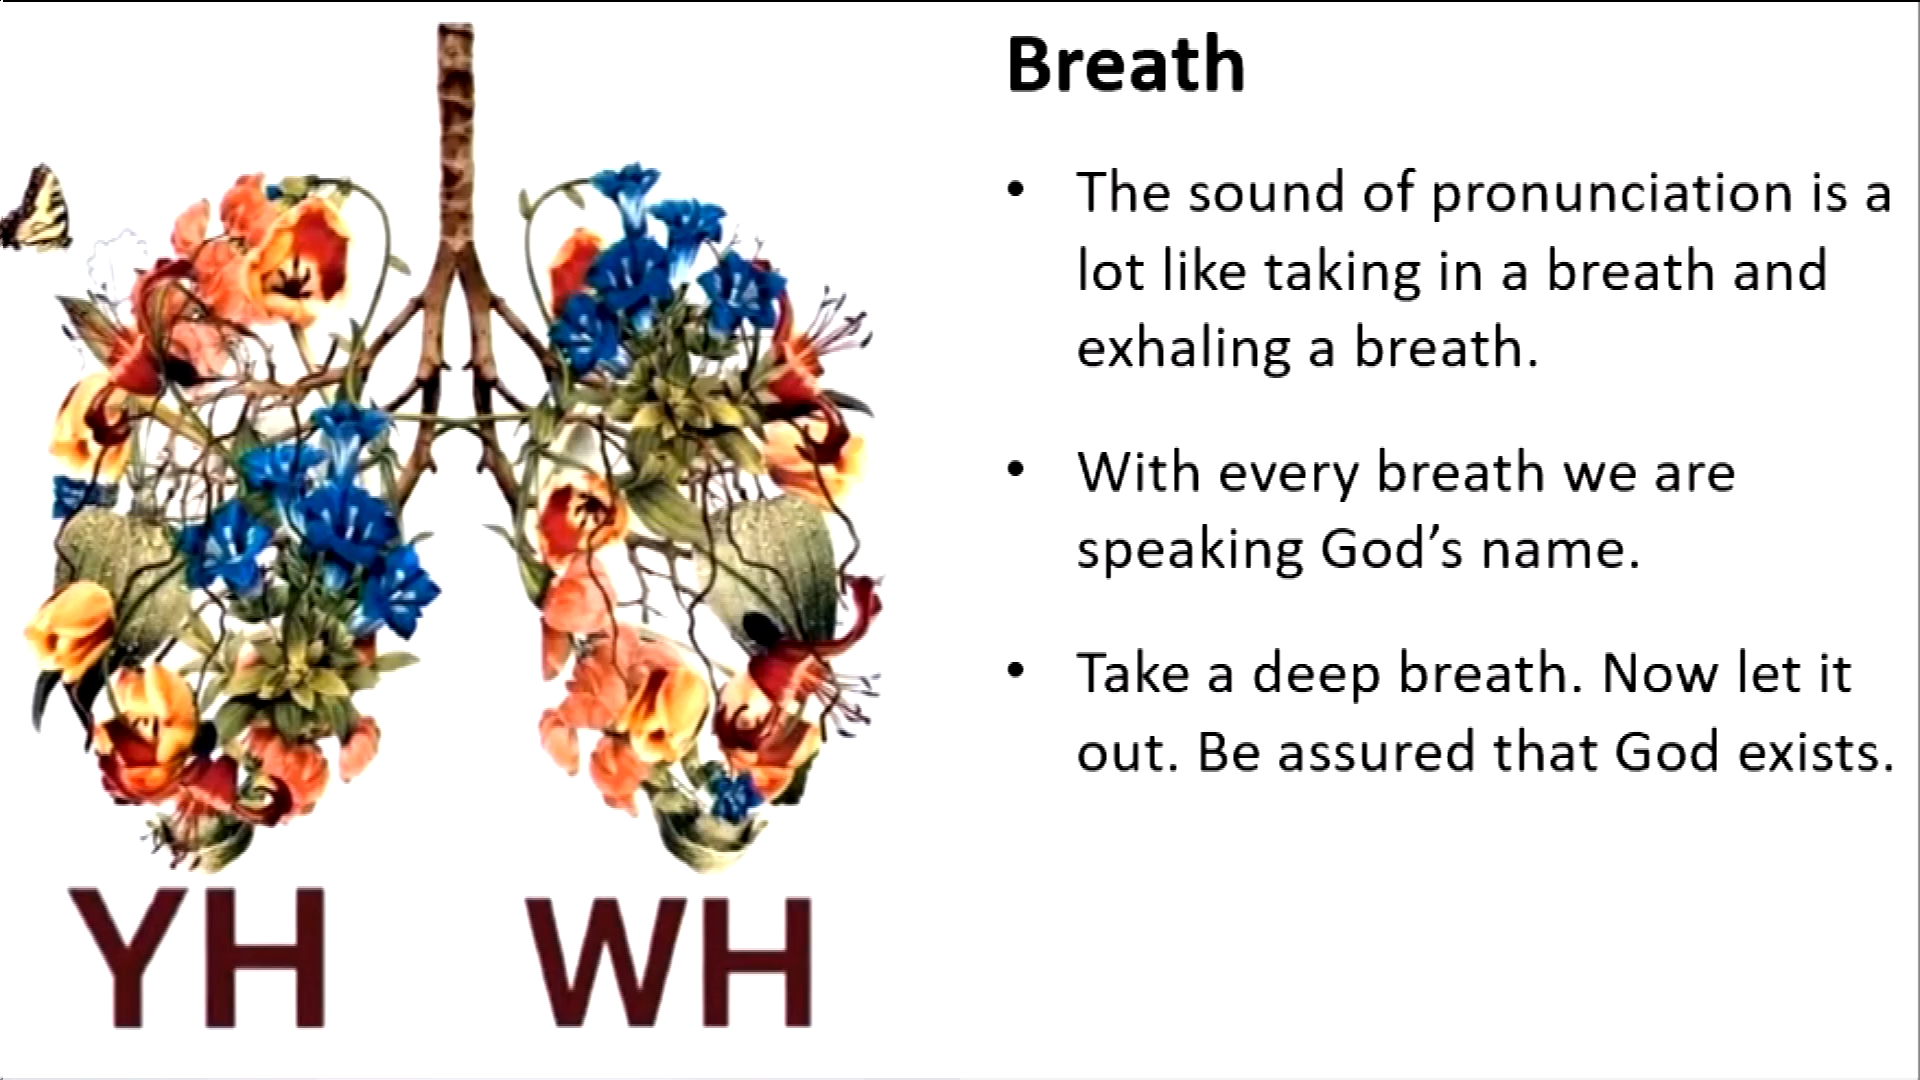 Breath
• The sound of pronunciation is a
lot like taking in a breath and
exhaling a breath.
• With every breath we are
speaking God’s name.
• Take a deep breath. Now let it
out. Be assured that God exists.
YH WH